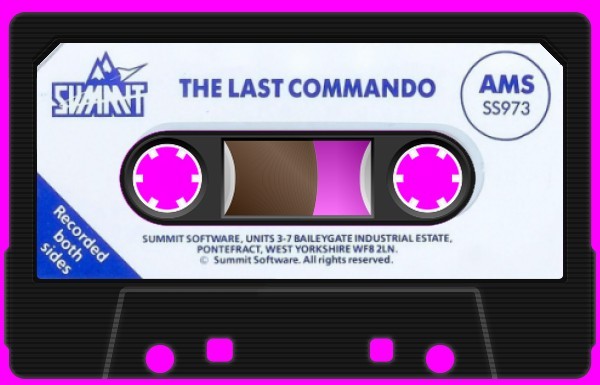 SUMMIT
THE LAST COMMANDO
AMS
SS973
Recorded
both
sides
SUMMIT SOFTWARE, UNITS 3-7 BAILEYGATE INDUSTRIAL ESTATE,
PONTEFRACT, WEST YORKSHIRE WF8 2LN.
© Summit Software. All rights reserved.